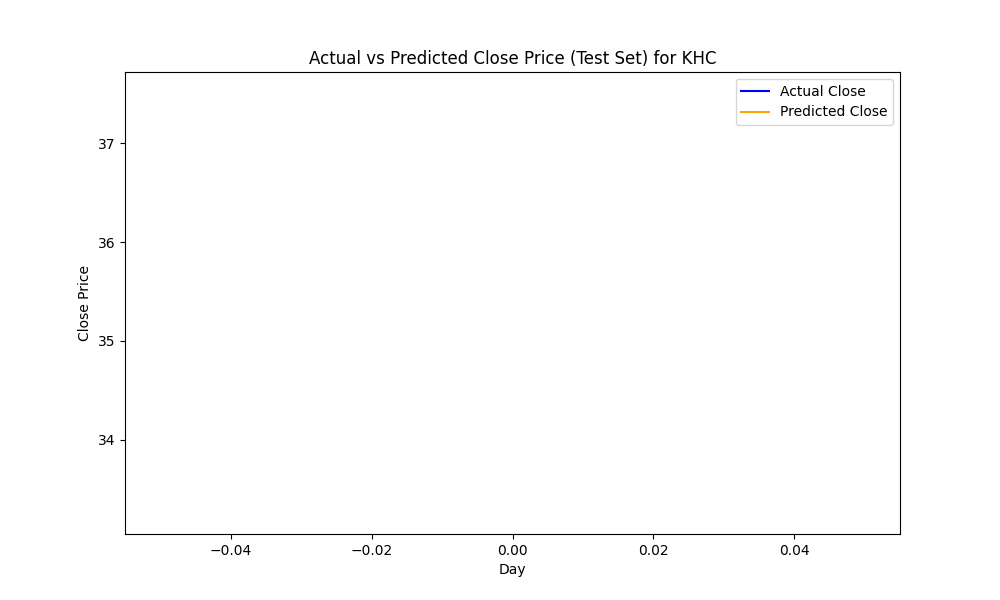 Actual vs Predicted Close Price (Test Set) for KHC
Actual Close
Predicted Close
Close Price
37
36
35
34
−0.04
−0.02
0.00
0.02
0.04
Day